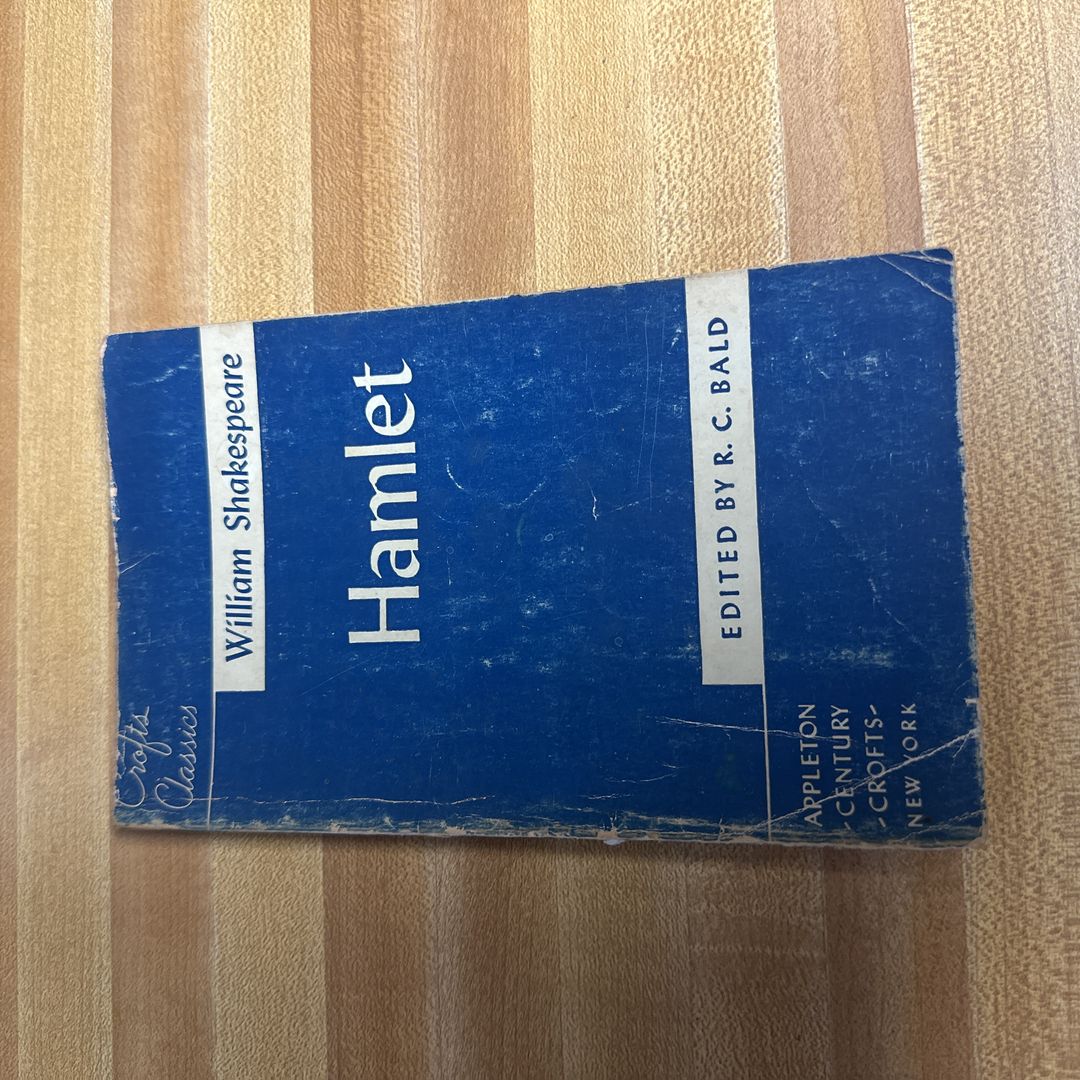 Crofts
Classics
William Shakespeare
Hamlet
EDITED BY R. C. BALD
APPLETON
-CENTURY
-CROFTS-
NEW YORK